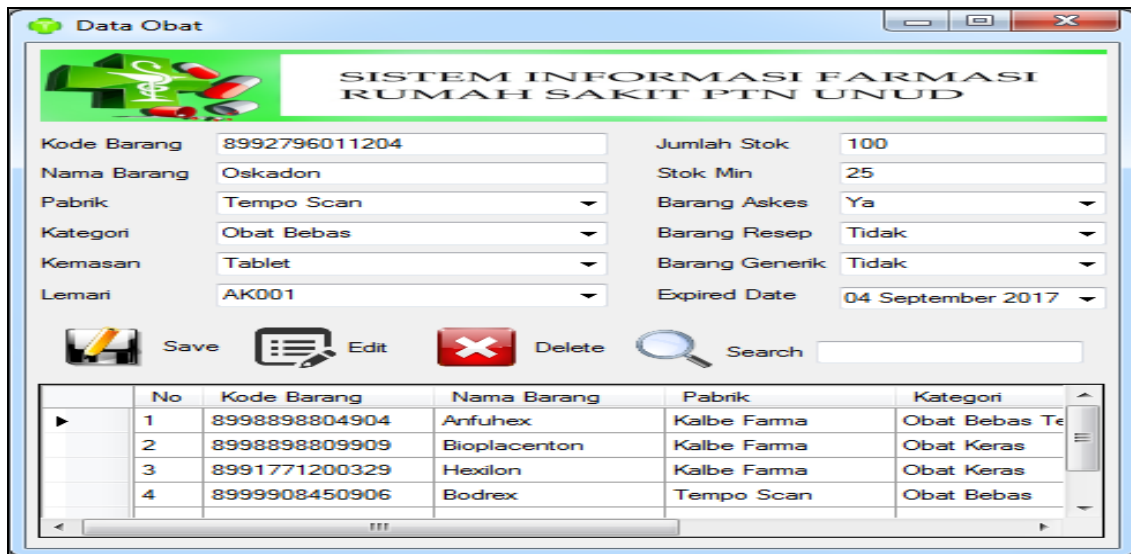 Data Obat
SISTEM INFORMASI FARMASI
RUMAH SAKIT PTN UNUD
Kode Barang 8992796011204 Jumlah Stok 100
Nama Barang Oskadon Stok Min 25
Pabrik Tempo Scan Barang Askes Ya
Kategori Obat Bebas Barang Resep Tidak
Kemasan Tablet Barang Generik Tidak
Lemari AK001 Expired Date 04 September 2017
Save Edit Delete Search
No Kode Barang Nama Barang Pabrik Kategori
1 8998898804904 Anfuhex Kalbe Farma Obat Bebas Te
2 8998898809909 Bioplacenton Kalbe Farma Obat Keras
3 8991771200329 Hexilon Kalbe Farma Obat Keras
4 8999908450906 Bodrex Tempo Scan Obat Bebas